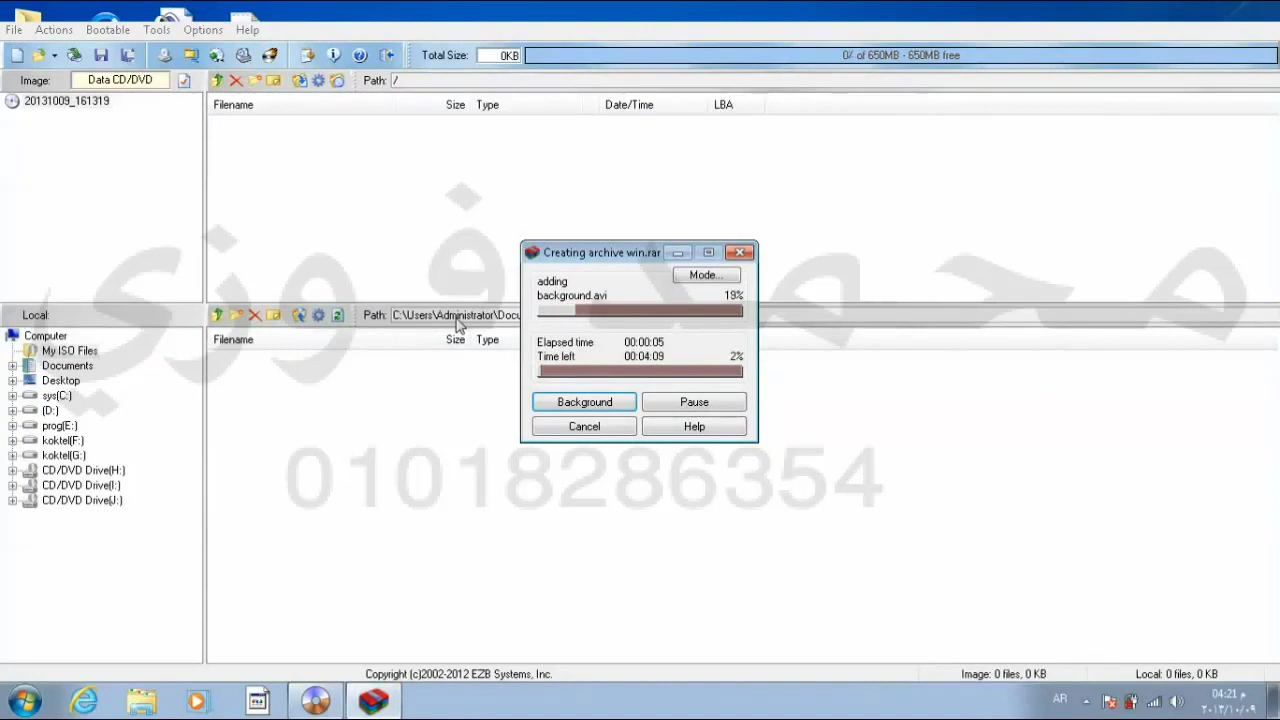 File Actions Bootable Tools Options Help
Total Size: 0KB 0% of 650MB - 650MB free
Image: Data CD/DVD Path: /
20131009_161319
Filename Size Type Date/Time LBA
محمد فوزي
Creating archive win.rar
Mode...
adding
background.avi 19%
Local: Path: C:\Users\Administrator\Docu
Filename Size Type
Computer
My ISO Files
Documents
Desktop
sys(C:)
(D:)
prog(E:)
koktel(F:)
koktel(G:)
CD/DVD Drive(H:)
CD/DVD Drive(I:)
CD/DVD Drive(J:)
Elapsed time 00:00:05
Time left 00:04:09 2%
Background Pause
Cancel Help
01018286354
Copyright (c)2002-2012 EZB Systems, Inc. Image: 0 files, 0 KB Local: 0 files, 0 KB
AR
04:21 م
٢٠١٣/١٠/٠٩